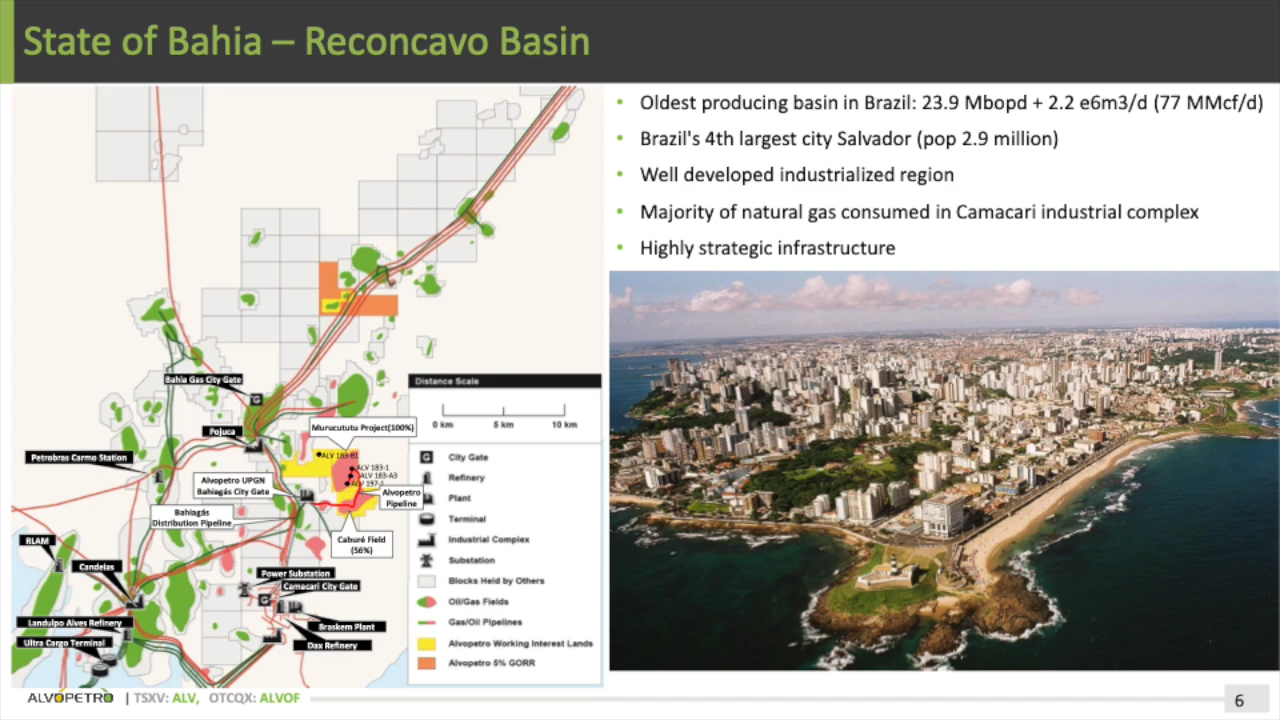 State of Bahia – Reconcavo Basin
• Oldest producing basin in Brazil: 23.9 Mbopd + 2.2 e6m3/d (77 MMcf/d)
• Brazil's 4th largest city Salvador (pop 2.9 million)
• Well developed industrialized region
• Majority of natural gas consumed in Camacari industrial complex
• Highly strategic infrastructure
Bahia Gas City Gate
G
Pojuca
Murucututu Project(100%)
Petrobras Carmo Station
ALV 183-B1
ALV 183-1
ALV 183-A3
ALV 197-1
Alvopetro UPGN
Bahiagás City Gate
Alvopetro
Pipeline
Bahiagás
Distribution Pipeline
Caburé Field
(56%)
RLAM
Candeias
Power Substation
Camacari City Gate
G
Landulpo Alves Refinery
Braskem Plant
Ultra Cargo Terminal
Dax Refinery
Distance Scale
0 km 5 km 10 km
G City Gate
Refinery
Plant
Terminal
Industrial Complex
Substation
Blocks Held by Others
Oil/Gas Fields
Gas/Oil Pipelines
Alvopetro Working Interest Lands
Alvopetro 5% GORR
ALVOPETRO | TSXV: ALV, OTCQX: ALVOF
6